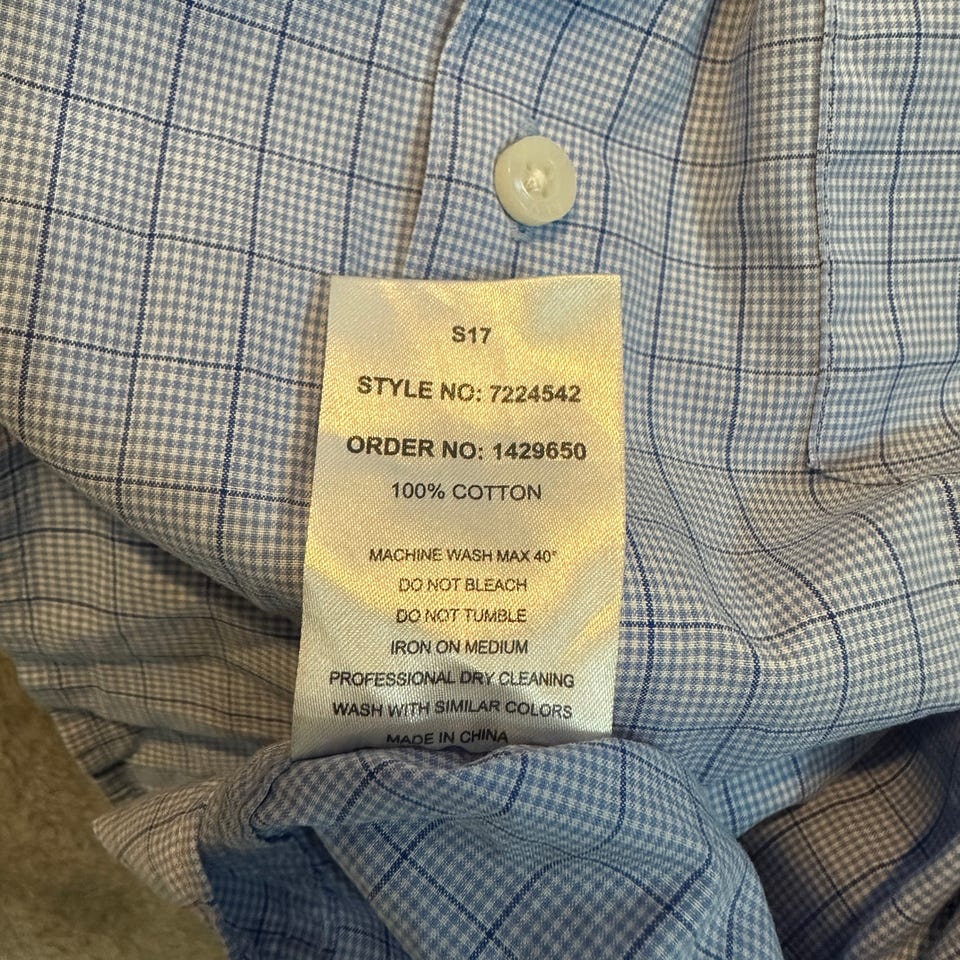 S17
STYLE NO: 7224542
ORDER NO: 1429650
100% COTTON
MACHINE WASH MAX 40°
DO NOT BLEACH
DO NOT TUMBLE
IRON ON MEDIUM
PROFESSIONAL DRY CLEANING
WASH WITH SIMILAR COLORS
MADE IN CHINA